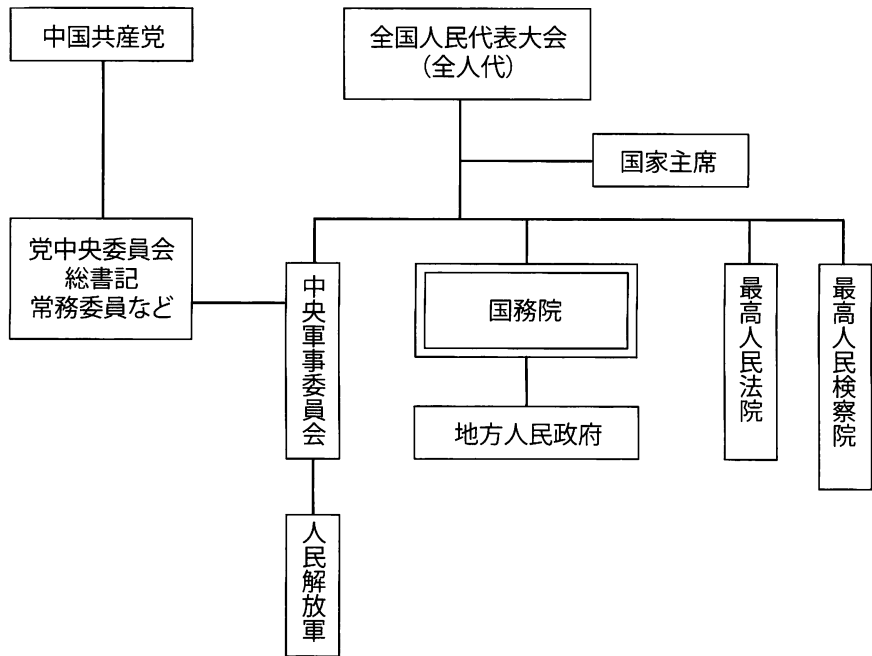 中国共産党
全国人民代表大会
（全人代）
国家主席
党中央委員会
総書記
常務委員など
中央軍事委員会
国務院
最高人民法院
最高人民検察院
地方人民政府
人民解放軍